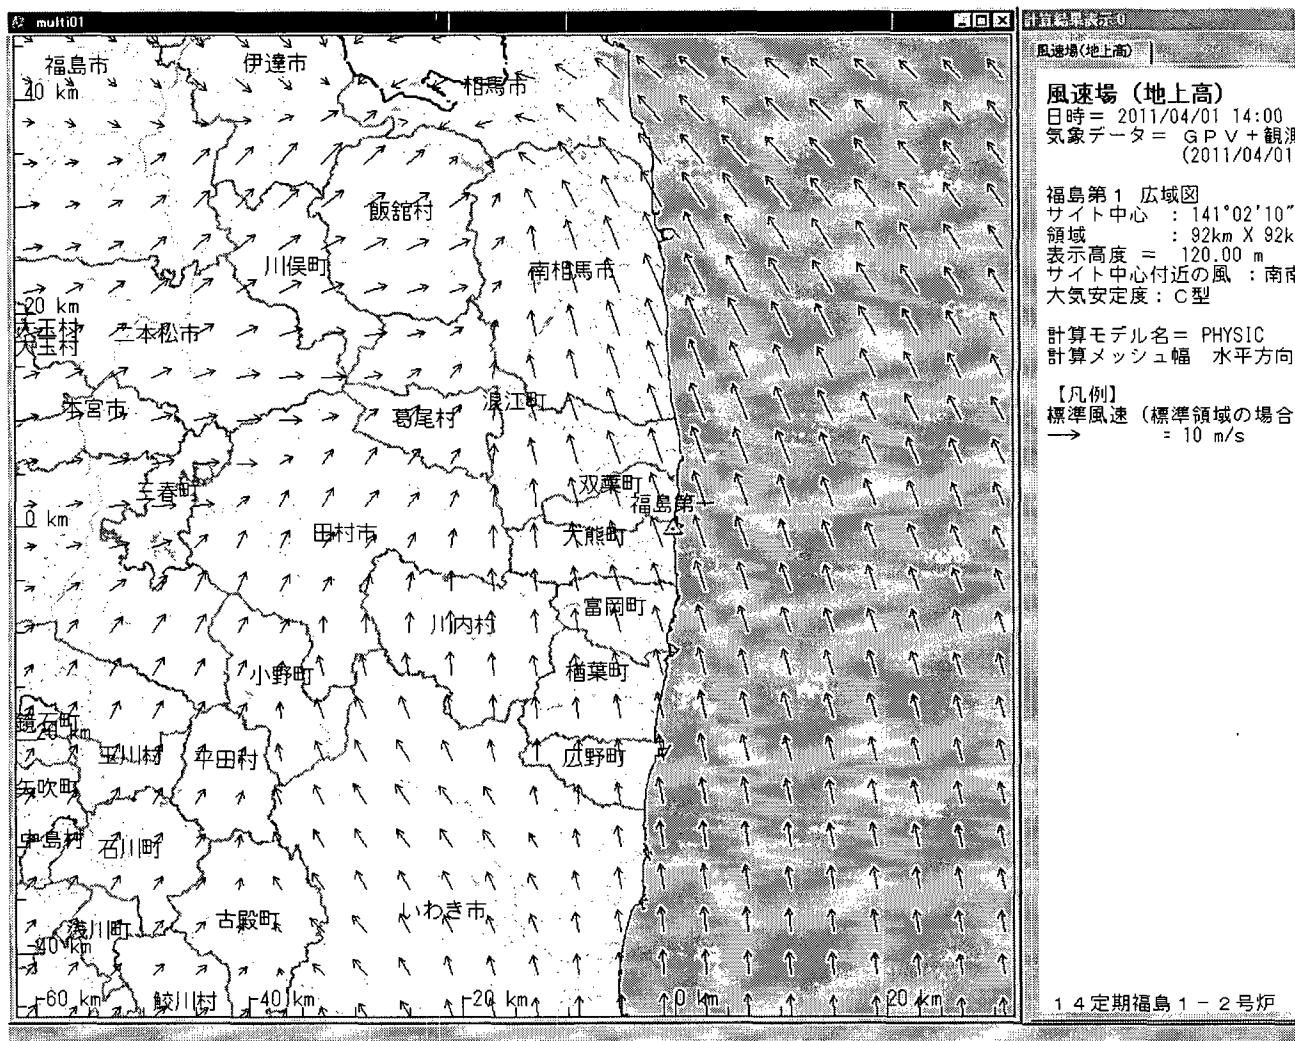 multi01
計算結果表示:0
風速場(地上高)
福島市
伊達市
相馬市
40 km
飯舘村
川俣町
南相馬市
20 km
大玉村
二本松市
大玉村
本宮市
葛尾村
浪江町
三春町
双葉町
福島第一
0 km
田村市
大熊町
川内村
富岡町
小野町
楢葉町
鏡石町
-20 km
玉川村
平田村
広野町
矢吹町
中島村
石川町
浅川町
古殿町
いわき市
-40 km
-60 km
鮫川村
-40 km
-20 km
0 km
20 km
風速場(地上高)
日時= 2011/04/01 14:00
気象データ= GPV+観測
(2011/04/01
福島第1 広域図
サイト中心 : 141°02'10"
領域 : 92km X 92k
表示高度 = 120.00 m
サイト中心付近の風 : 南南
大気安定度: C型
計算モデル名= PHYSIC
計算メッシュ幅 水平方向
【凡例】
標準風速 (標準領域の場合
→ = 10 m/s
14定期福島1-2号炉